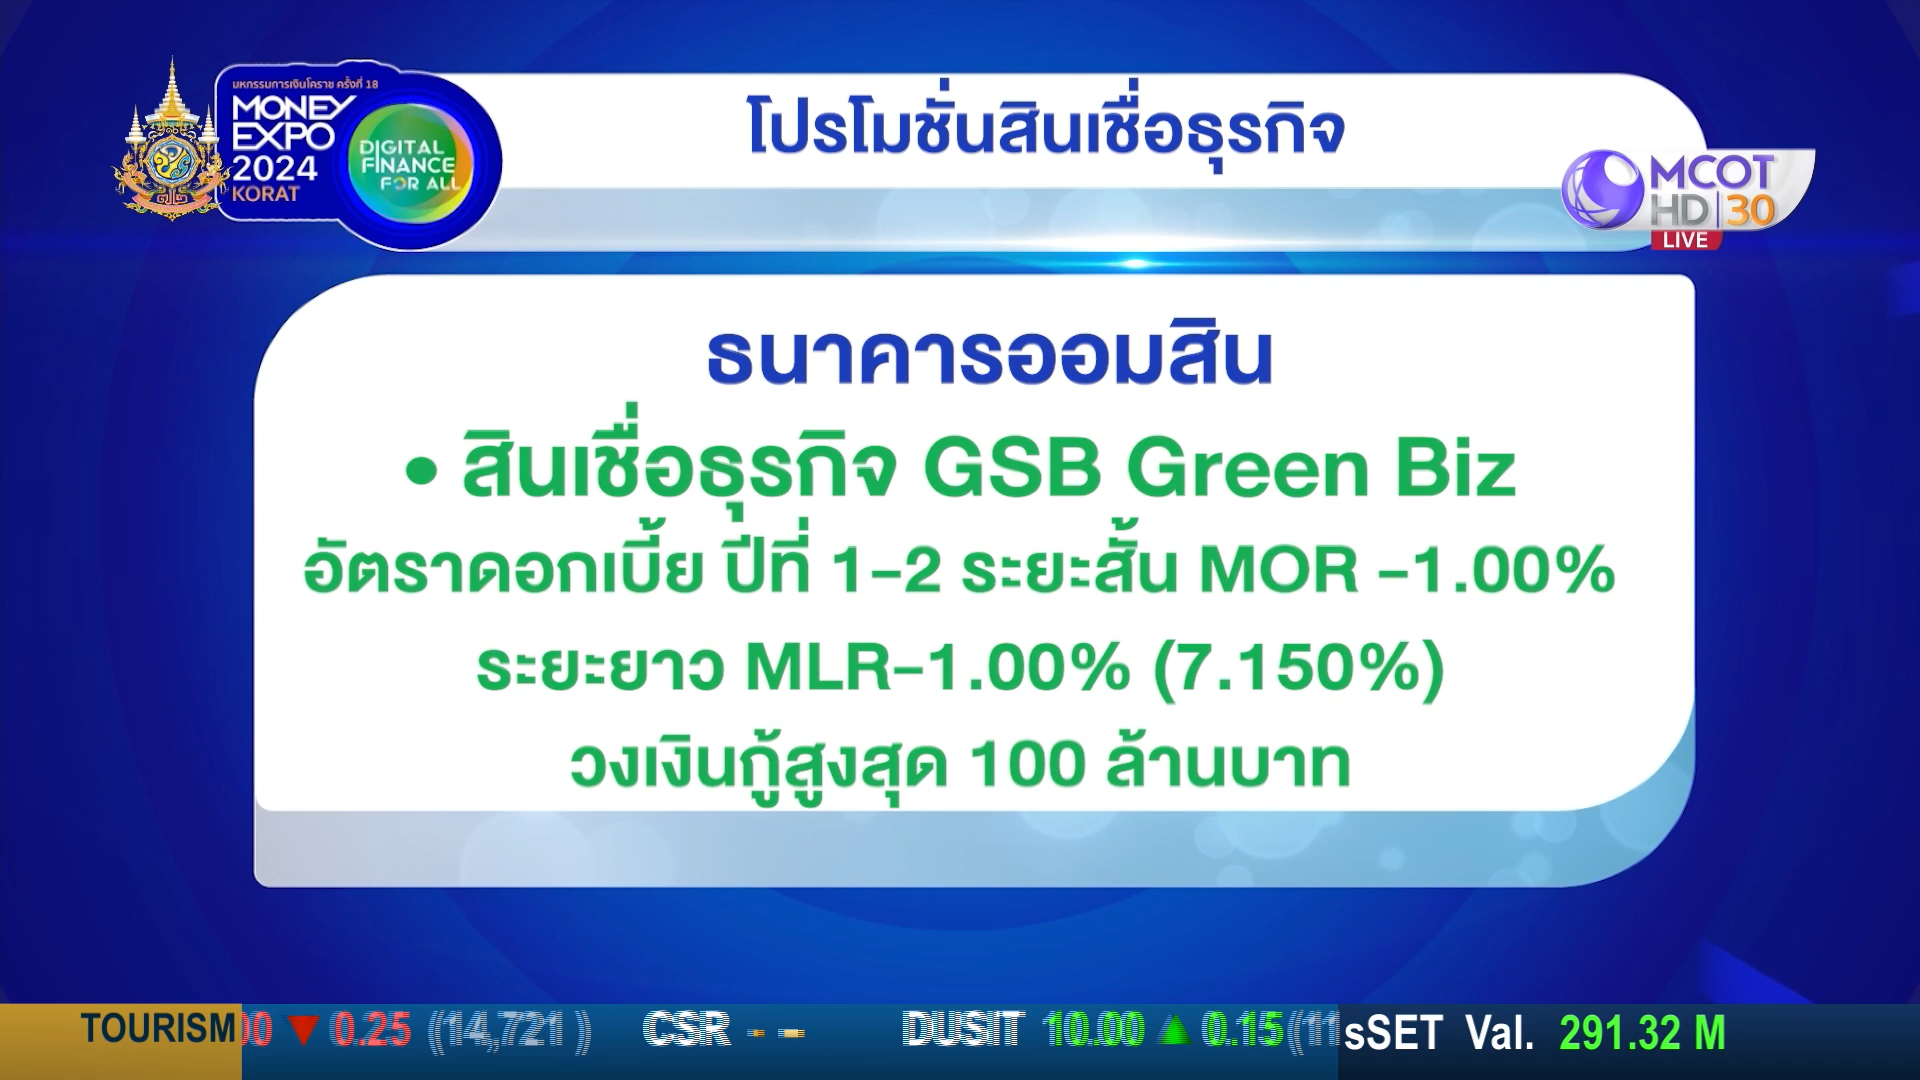 มหกรรมการเงินโคราช ครั้งที่ 18
MONEY
EXPO
2024
KORAT
DIGITAL
FINANCE
FOR ALL
โปรโมชั่นสินเชื่อธุรกิจ
MCOT
HD 30
LIVE
ธนาคารออมสิน
• สินเชื่อธุรกิจ GSB Green Biz
อัตราดอกเบี้ย ปีที่ 1-2 ระยะสั้น MOR -1.00%
ระยะยาว MLR-1.00% (7.150%)
วงเงินกู้สูงสุด 100 ล้านบาท
TOURISM 00 ▼ 0.25 (14,721) CSR - - DUSIT 10.00 ▲ 0.15 (11 sSET Val. 291.32 M